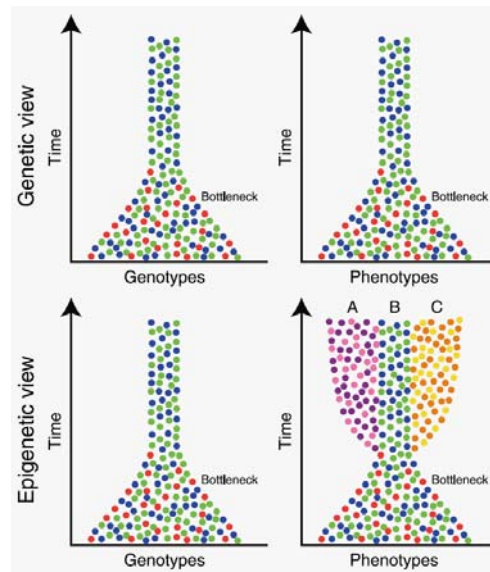 Genetic view
Time
Bottleneck
Genotypes
Time
Bottleneck
Phenotypes
Epigenetic view
Time
Bottleneck
Genotypes
A B C
Time
Bottleneck
Phenotypes